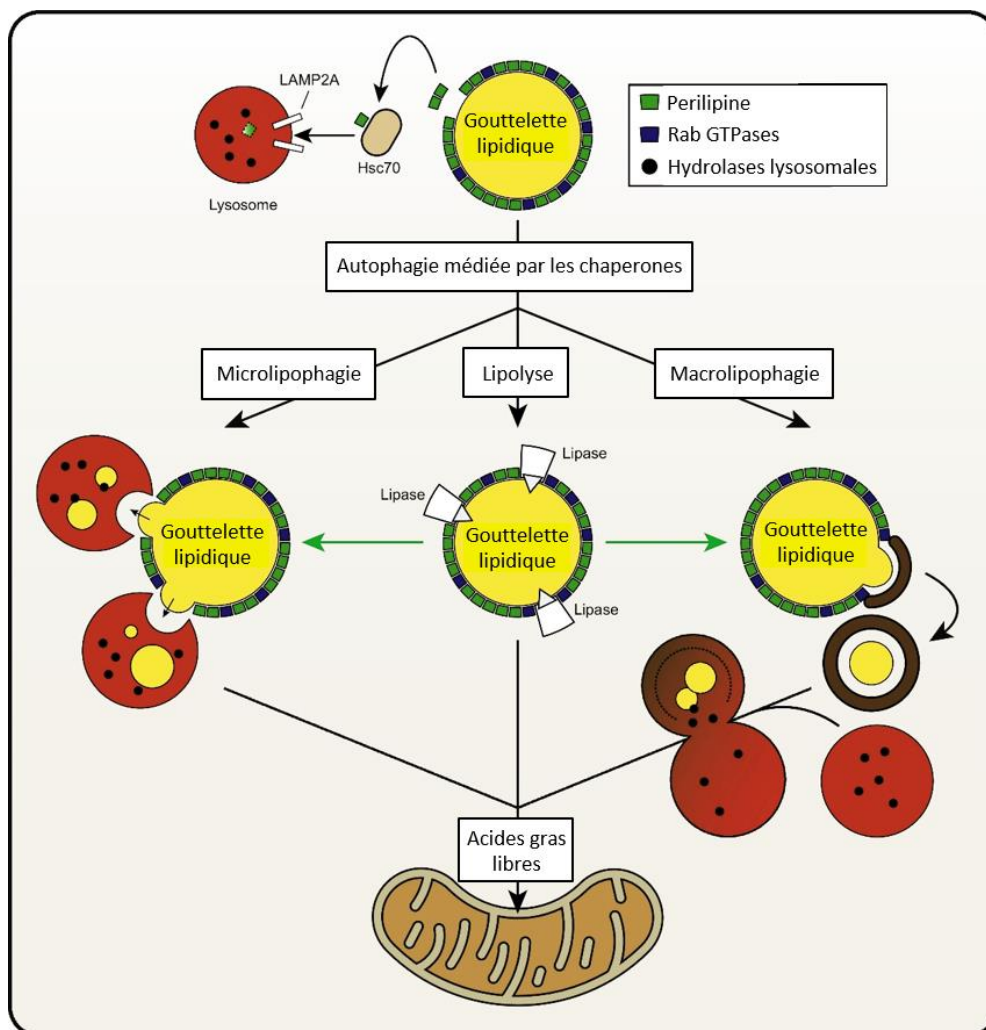 LAMP2A
Hsc70
Lysosome
Gouttelette
lipidique
Perilipine
Rab GTPases
Hydrolases lysosomales
Autophagie médiée par les chaperones
Microlipophagie
Lipolyse
Macrolipophagie
Gouttelette
lipidique
Lipase
Lipase
Gouttelette
lipidique
Lipase
Gouttelette
lipidique
Acides gras
libres